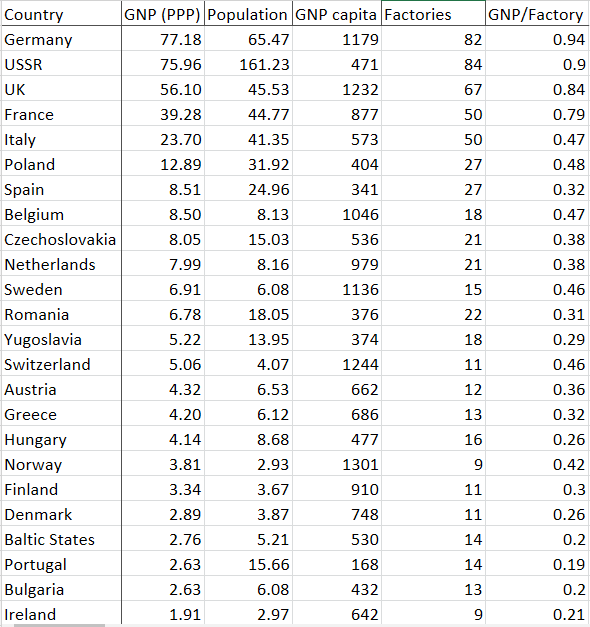 Country GNP (PPP) Population GNP capita Factories GNP/Factory
Germany 77.18 65.47 1179 82 0.94
USSR 75.96 161.23 471 84 0.9
UK 56.10 45.53 1232 67 0.84
France 39.28 44.77 877 50 0.79
Italy 23.70 41.35 573 50 0.47
Poland 12.89 31.92 404 27 0.48
Spain 8.51 24.96 341 27 0.32
Belgium 8.50 8.13 1046 18 0.47
Czechoslovakia 8.05 15.03 536 21 0.38
Netherlands 7.99 8.16 979 21 0.38
Sweden 6.91 6.08 1136 15 0.46
Romania 6.78 18.05 376 22 0.31
Yugoslavia 5.22 13.95 374 18 0.29
Switzerland 5.06 4.07 1244 11 0.46
Austria 4.32 6.53 662 12 0.36
Greece 4.20 6.12 686 13 0.32
Hungary 4.14 8.68 477 16 0.26
Norway 3.81 2.93 1301 9 0.42
Finland 3.34 3.67 910 11 0.3
Denmark 2.89 3.87 748 11 0.26
Baltic States 2.76 5.21 530 14 0.2
Portugal 2.63 15.66 168 14 0.19
Bulgaria 2.63 6.08 432 13 0.2
Ireland 1.91 2.97 642 9 0.21